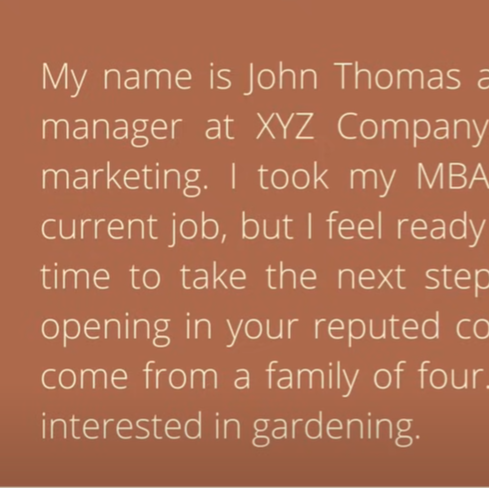 My name is John Thomas a
manager at XYZ Company
marketing. I took my MBA
current job, but I feel ready
time to take the next step
opening in your reputed co
come from a family of four.
interested in gardening.